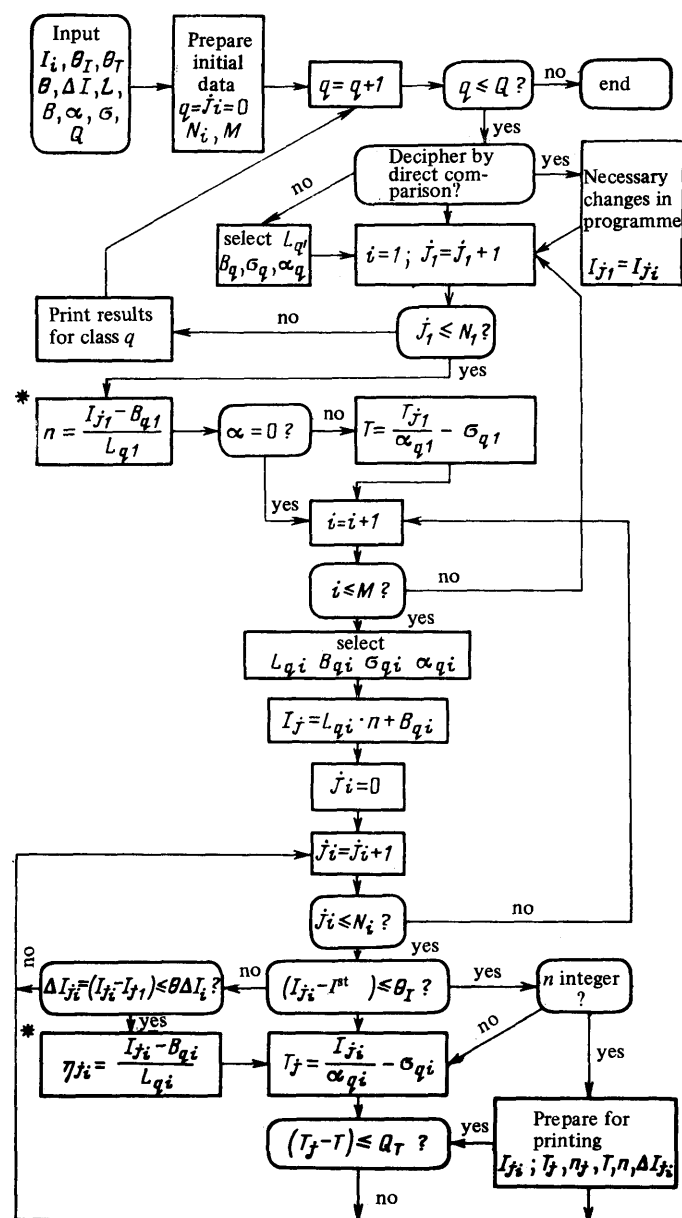 Input
I_i, θ_I, θ_T
θ, ΔI, L,
B, α, σ,
Q
Prepare
initial
data
q=j_i=0
N_i, M
q=q+1
q ≤ Q ?
no
end
yes
Decipher by
direct com-
parison?
yes
no
Necessary
changes in
programme
I_j1 = I_ji
select L_q,
B_q, σ_q, α_q
i=1 ; j_1=j_1+1
Print results
for class q
no
j_1 ≤ N_1 ?
yes
*
n = (I_j1 − B_q1) / L_q1
α=0 ?
no
T = T_j1 / α_q1 − σ_q1
yes
i=i+1
i ≤ M ?
no
yes
select
L_qi B_qi σ_qi α_qi
I_j = L_qi · n + B_qi
j_i=0
j_i=j_i+1
j_i ≤ N_i ?
no
yes
no
ΔI_ji = (I_ji − I_j1) ≤ θΔI_i ?
no
(I_ji − I^st ) ≤ θ_I ?
yes
n integer
?
*
yes
η_ji = (I_ji − B_qi) / L_qi
T_j = I_ji / α_qi − σ_qi
no
yes
(T_j − T) ≤ Q_T ?
yes
Prepare for
printing
I_ji ; T_j, n_j, T, n, ΔI_ji
no